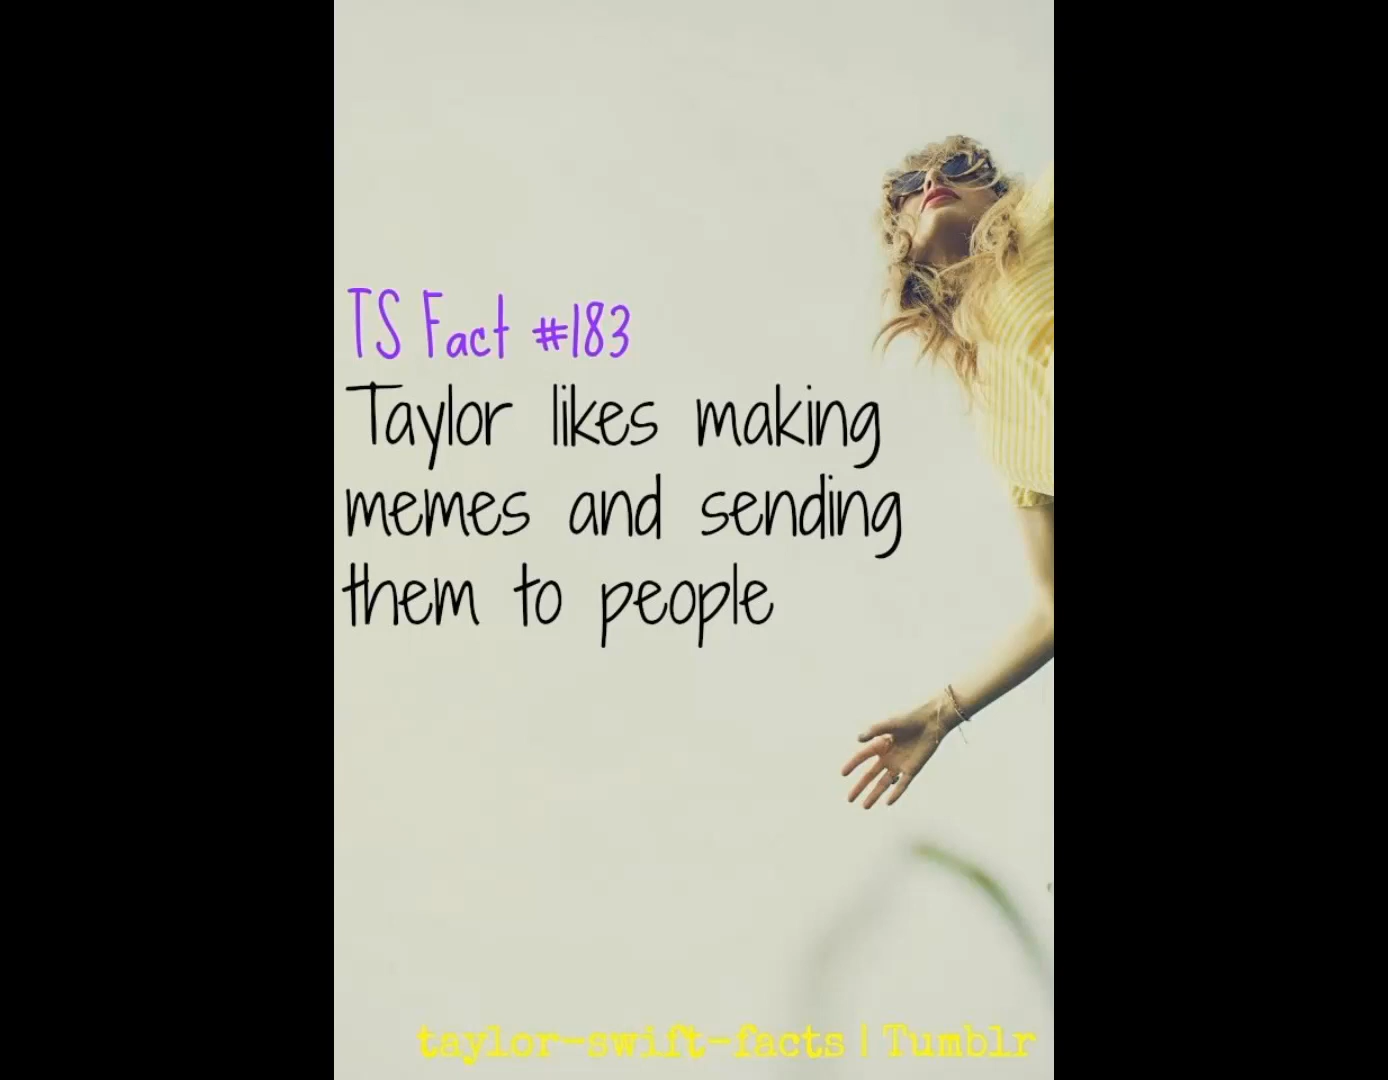 TS Fact #183
Taylor likes making
memes and sending
them to people
taylor-swift-facts | Tumblr